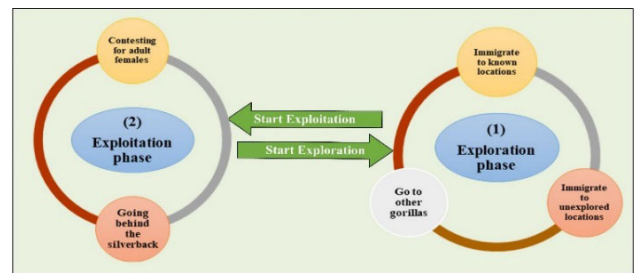 Contesting
for adult
females
(2)
Exploitation
phase
Going
behind
the
silverback
Start Exploitation
Start Exploration
Immigrate
to known
locations
(1)
Exploration
phase
Go to
other
gorillas
Immigrate
to
unexplored
locations